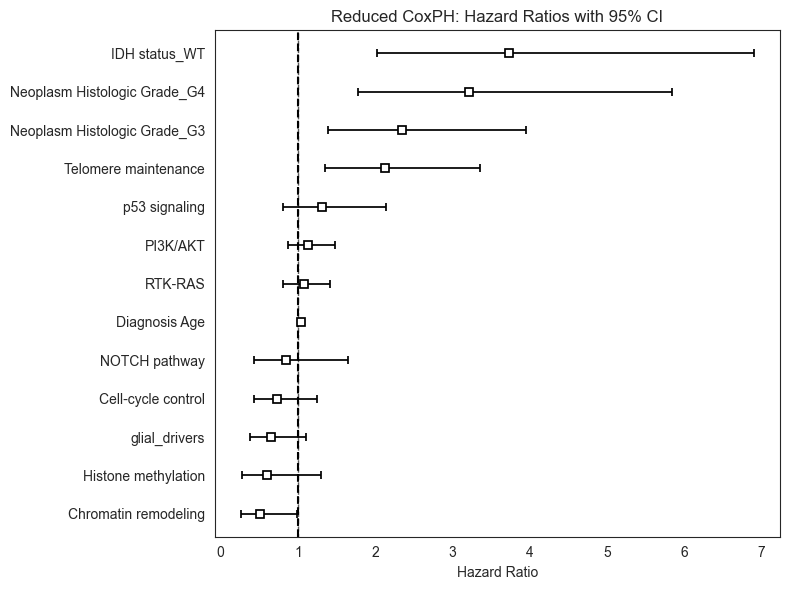 Reduced CoxPH: Hazard Ratios with 95% CI
IDH status_WT
Neoplasm Histologic Grade_G4
Neoplasm Histologic Grade_G3
Telomere maintenance
p53 signaling
PI3K/AKT
RTK-RAS
Diagnosis Age
NOTCH pathway
Cell-cycle control
glial_drivers
Histone methylation
Chromatin remodeling
0 1 2 3 4 5 6 7
Hazard Ratio